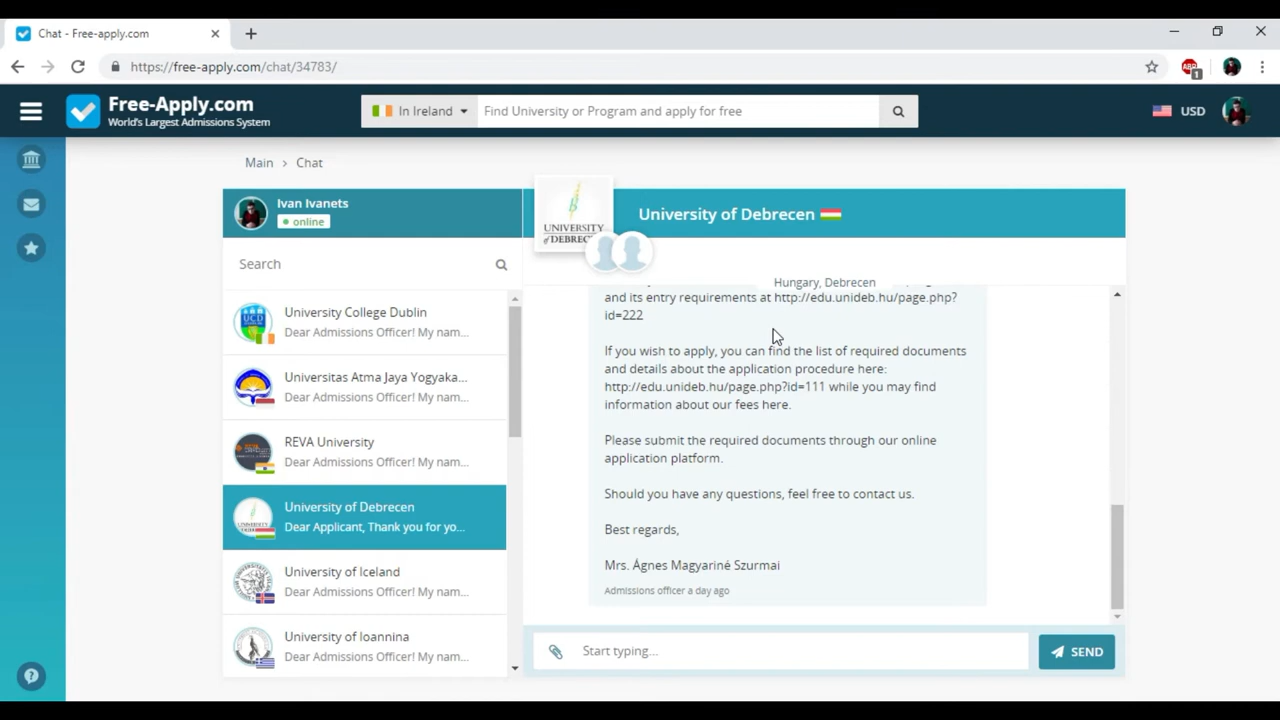 Chat - Free-apply.com
https://free-apply.com/chat/34783/
ABP
1
Free-Apply.com
World's Largest Admissions System
In Ireland
Find University or Program and apply for free
USD
Main > Chat
Ivan Ivanets
online
Search
University College Dublin
Dear Admissions Officer! My nam...
Universitas Atma Jaya Yogyaka...
Dear Admissions Officer! My nam...
REVA University
Dear Admissions Officer! My nam...
University of Debrecen
Dear Applicant, Thank you for yo...
University of Iceland
Dear Admissions Officer! My nam...
University of Ioannina
Dear Admissions Officer! My nam...
UNIVERSITY
University of Debrecen
Hungary, Debrecen
and its entry requirements at http://edu.unideb.hu/page.php?
id=222
If you wish to apply, you can find the list of required documents
and details about the application procedure here:
http://edu.unideb.hu/page.php?id=111 while you may find
information about our fees here.
Please submit the required documents through our online
application platform.
Should you have any questions, feel free to contact us.
Best regards,
Mrs. Ágnes Magyariné Szurmai
Admissions officer a day ago
Start typing...
SEND